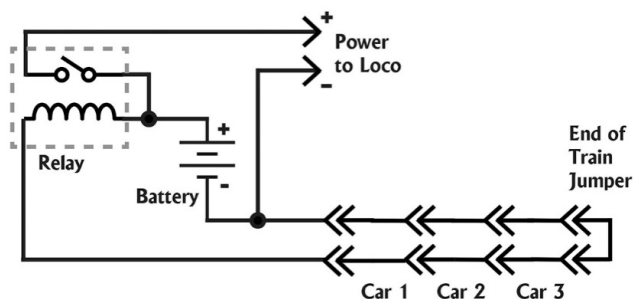 +
Power
to Loco
-
Relay
+
Battery
-
End of
Train
Jumper
Car 1
Car 2
Car 3